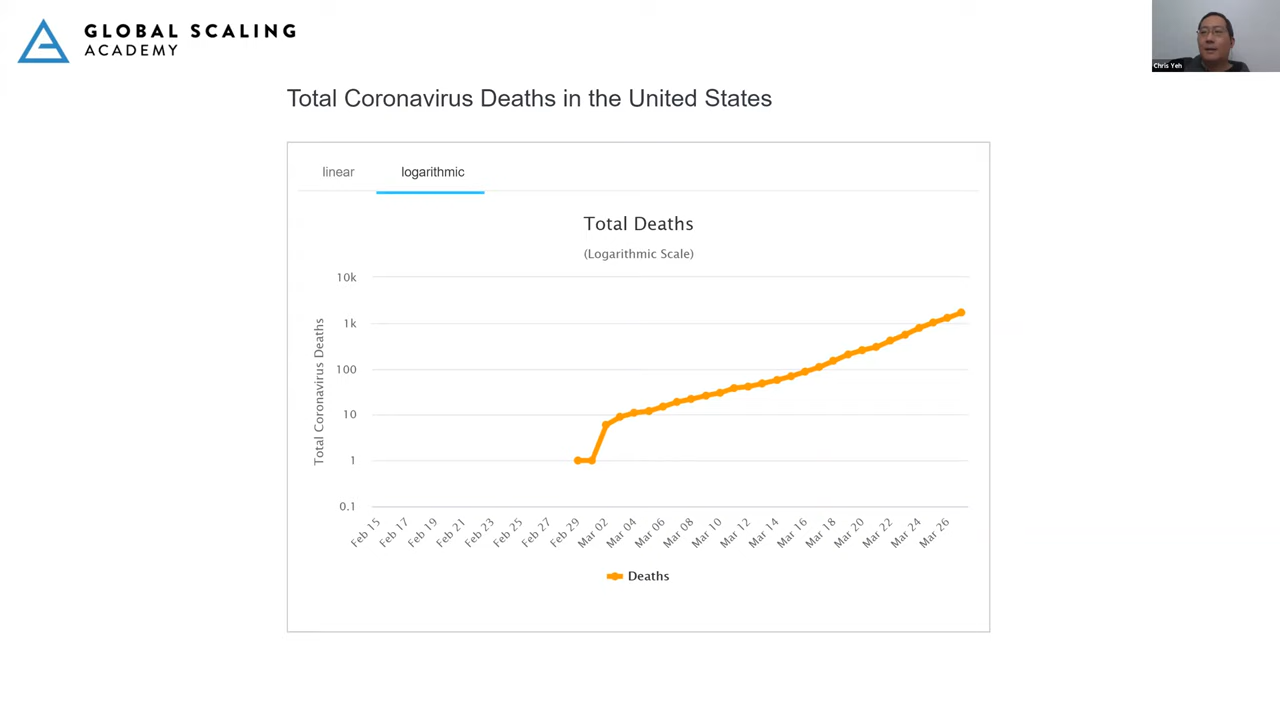 GLOBAL SCALING
ACADEMY
Chris Yeh
Total Coronavirus Deaths in the United States
linear logarithmic
Total Deaths
(Logarithmic Scale)
Total Coronavirus Deaths
10k
1k
100
10
1
0.1
Feb 15 Feb 17 Feb 19 Feb 21 Feb 23 Feb 25 Feb 27 Feb 29 Mar 02 Mar 04 Mar 06 Mar 08 Mar 10 Mar 12 Mar 14 Mar 16 Mar 18 Mar 20 Mar 22 Mar 24 Mar 26
Deaths